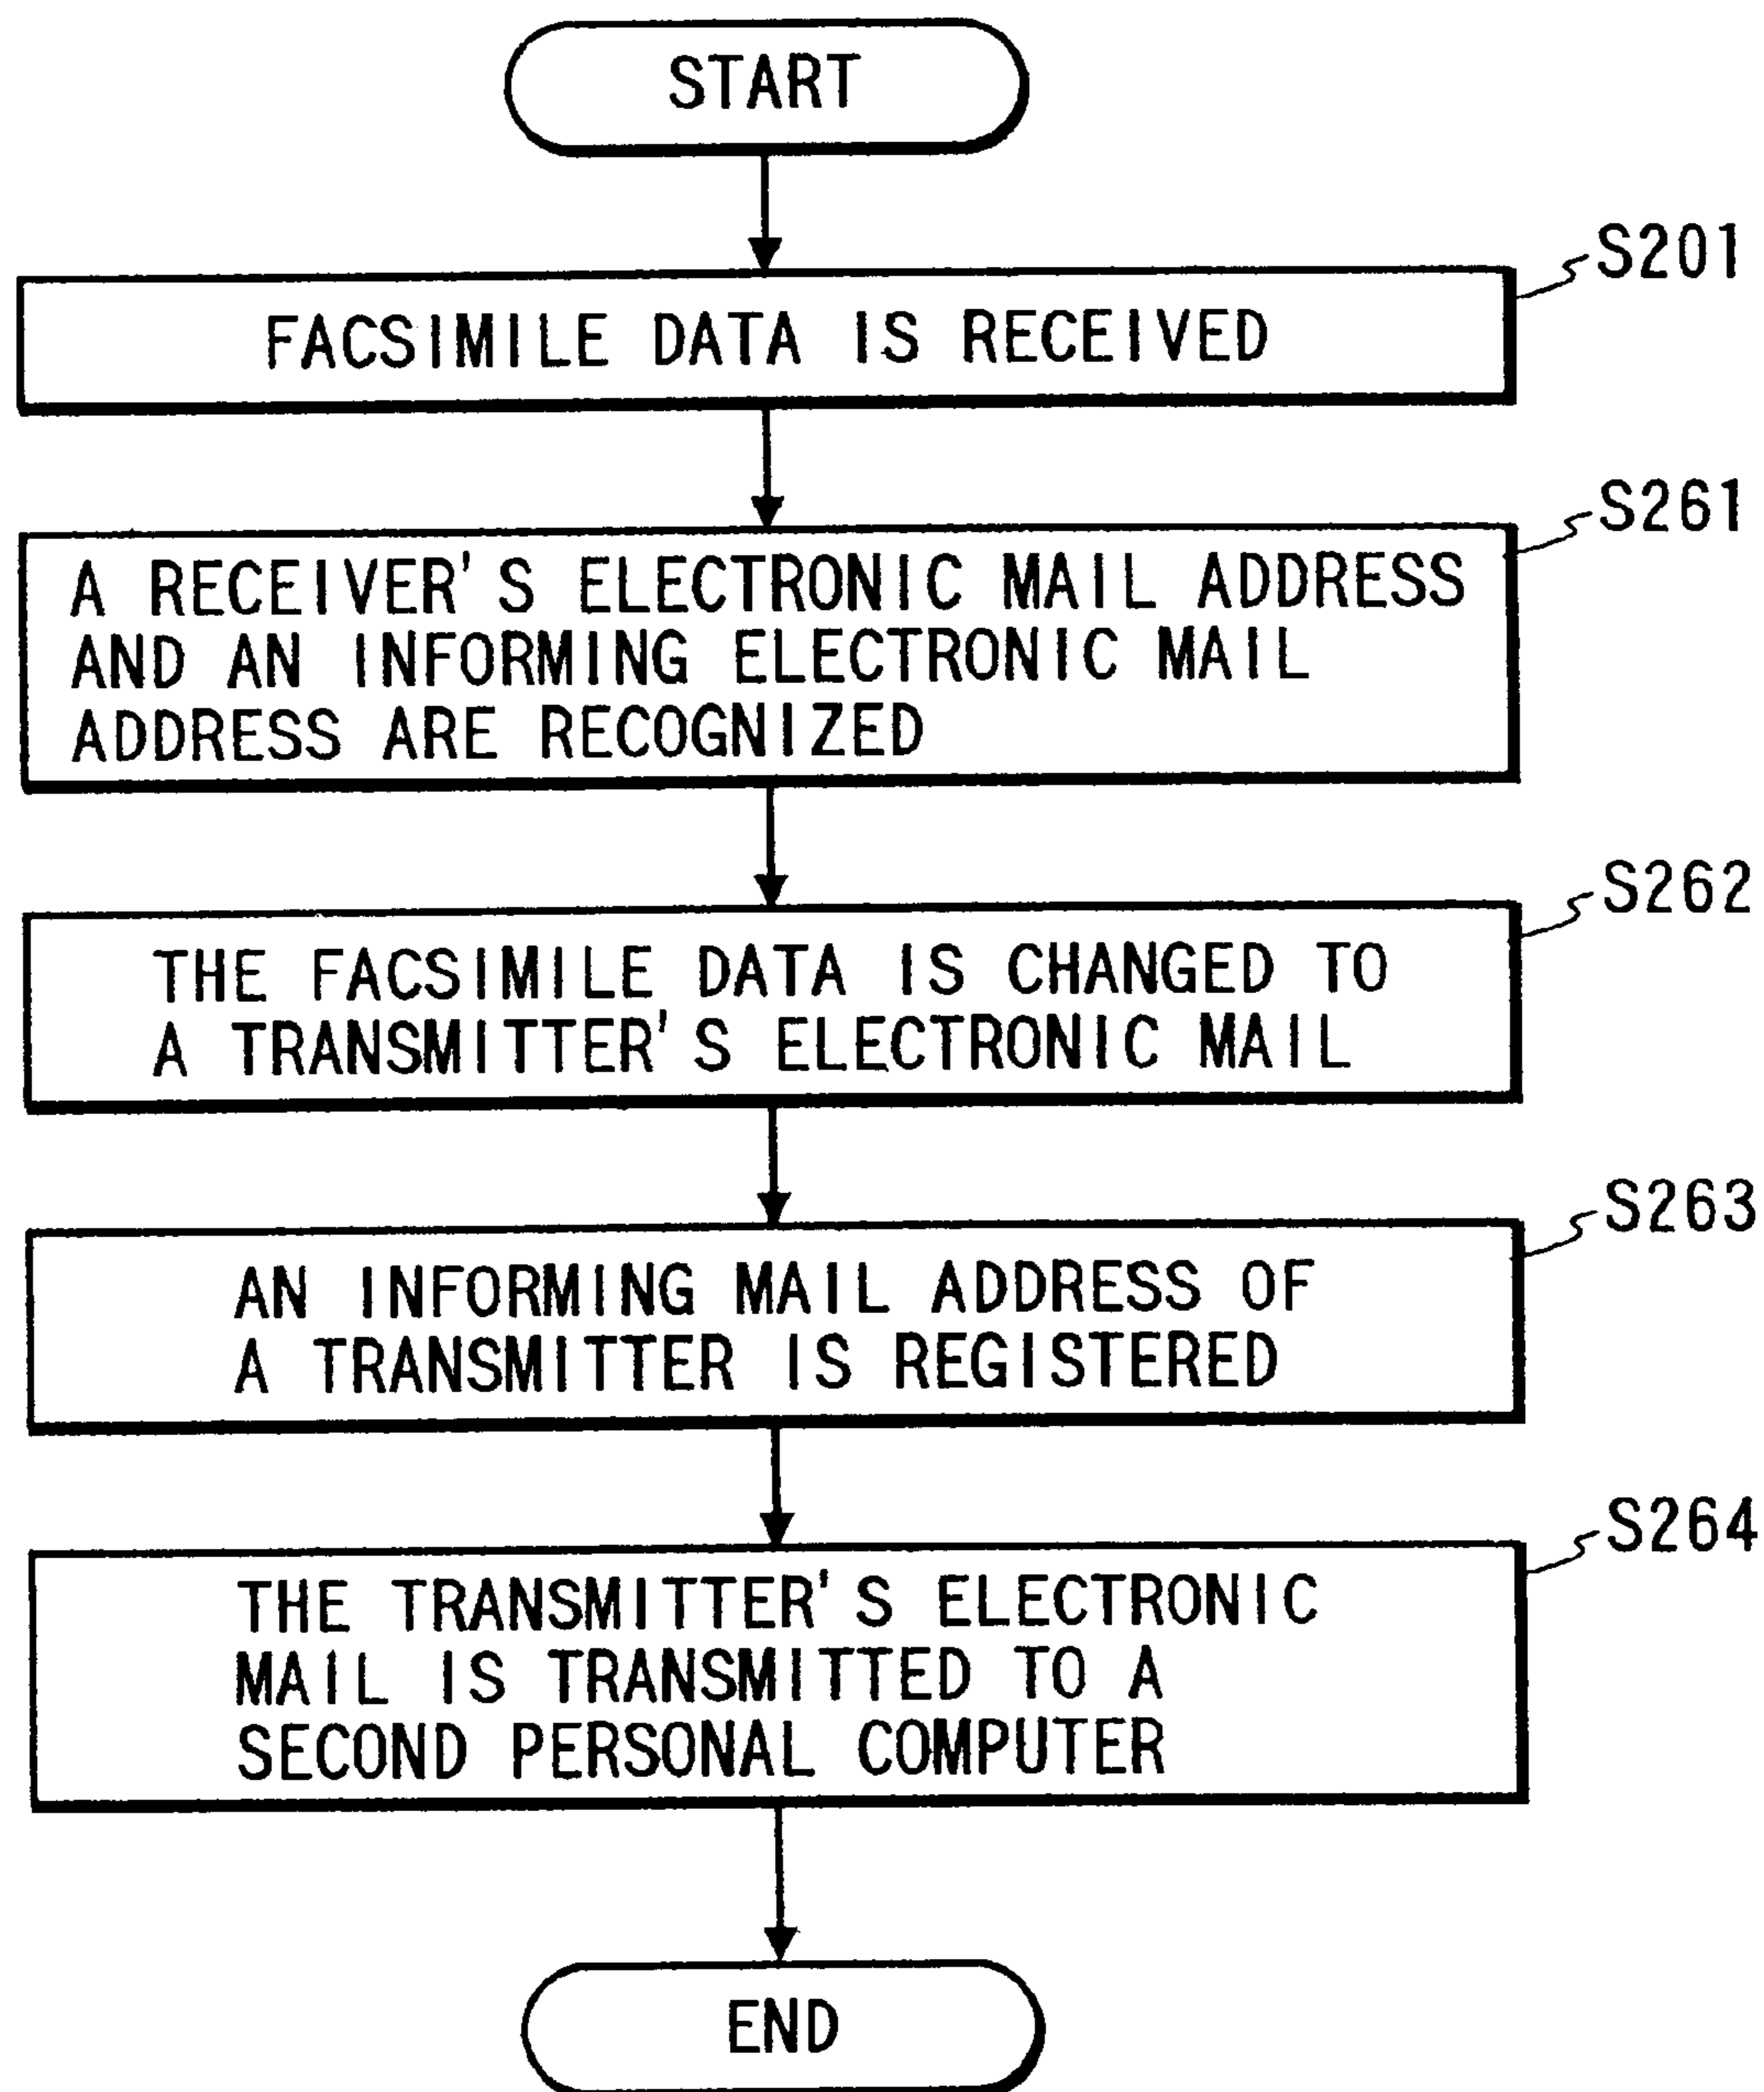 START
S201
FACSIMILE DATA IS RECEIVED
S261
A RECEIVER'S ELECTRONIC MAIL ADDRESS
AND AN INFORMING ELECTRONIC MAIL
ADDRESS ARE RECOGNIZED
S262
THE FACSIMILE DATA IS CHANGED TO
A TRANSMITTER'S ELECTRONIC MAIL
S263
AN INFORMING MAIL ADDRESS OF
A TRANSMITTER IS REGISTERED
S264
THE TRANSMITTER'S ELECTRONIC
MAIL IS TRANSMITTED TO A
SECOND PERSONAL COMPUTER
END